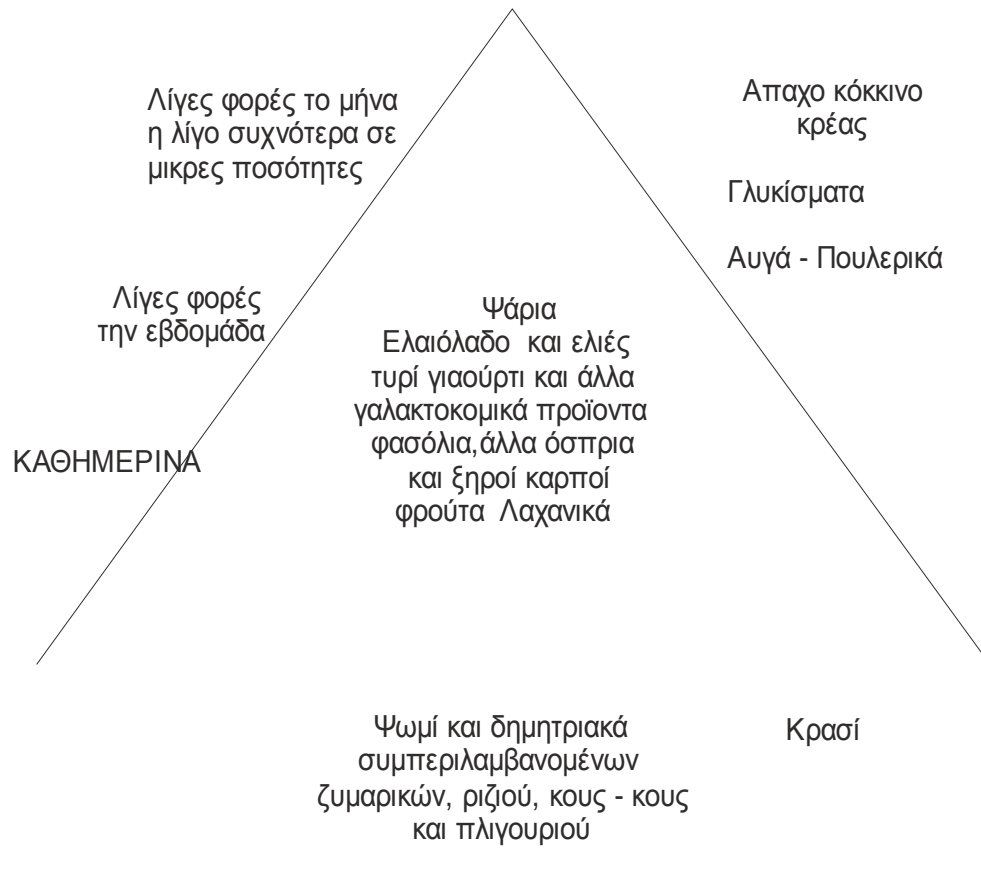 Λίγες φορές το μήνα
η λίγο συχνότερα σε
μικρες ποσότητες
Απαχο κόκκινο
κρέας
Γλυκίσματα
Αυγά - Πουλερικά
Λίγες φορές
την εβδομάδα
Ψάρια
Ελαιόλαδο και ελιές
τυρί γιαούρτι και άλλα
γαλακτοκομικά προϊοντα
φασόλια,άλλα όσπρια
και ξηροί καρποί
φρούτα Λαχανικά
ΚΑΘΗΜΕΡΙΝΑ
Ψωμί και δημητριακά
συμπεριλαμβανομένων
ζυμαρικών, ριζιού, κους - κους
και πλιγουριού
Κρασί